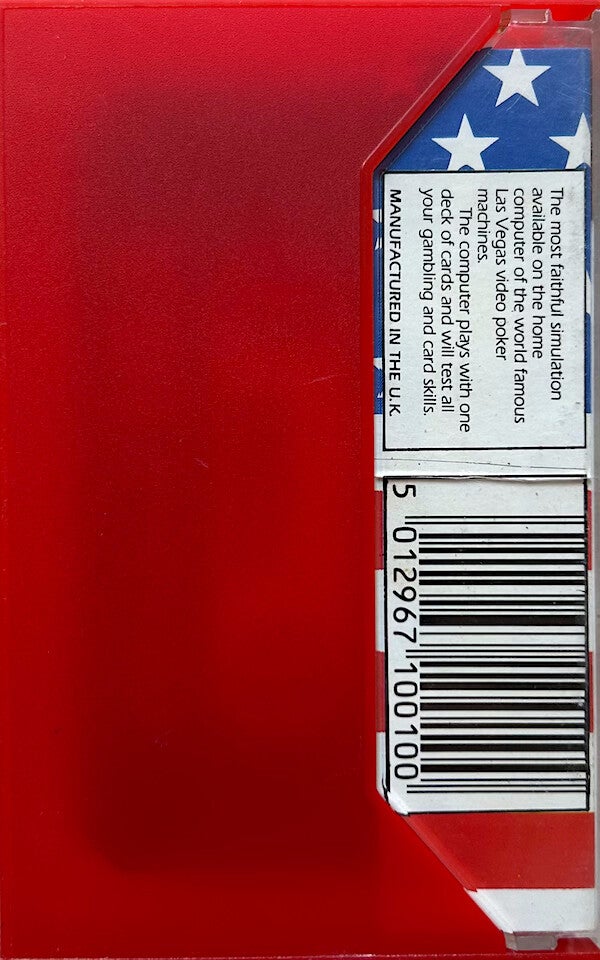 The most faithful simulation
available on the home
computer of the world famous
Las Vegas video poker
machines.
The computer plays with one
deck of cards and will test all
your gambling and card skills.
MANUFACTURED IN THE U.K.
5 012967 100100